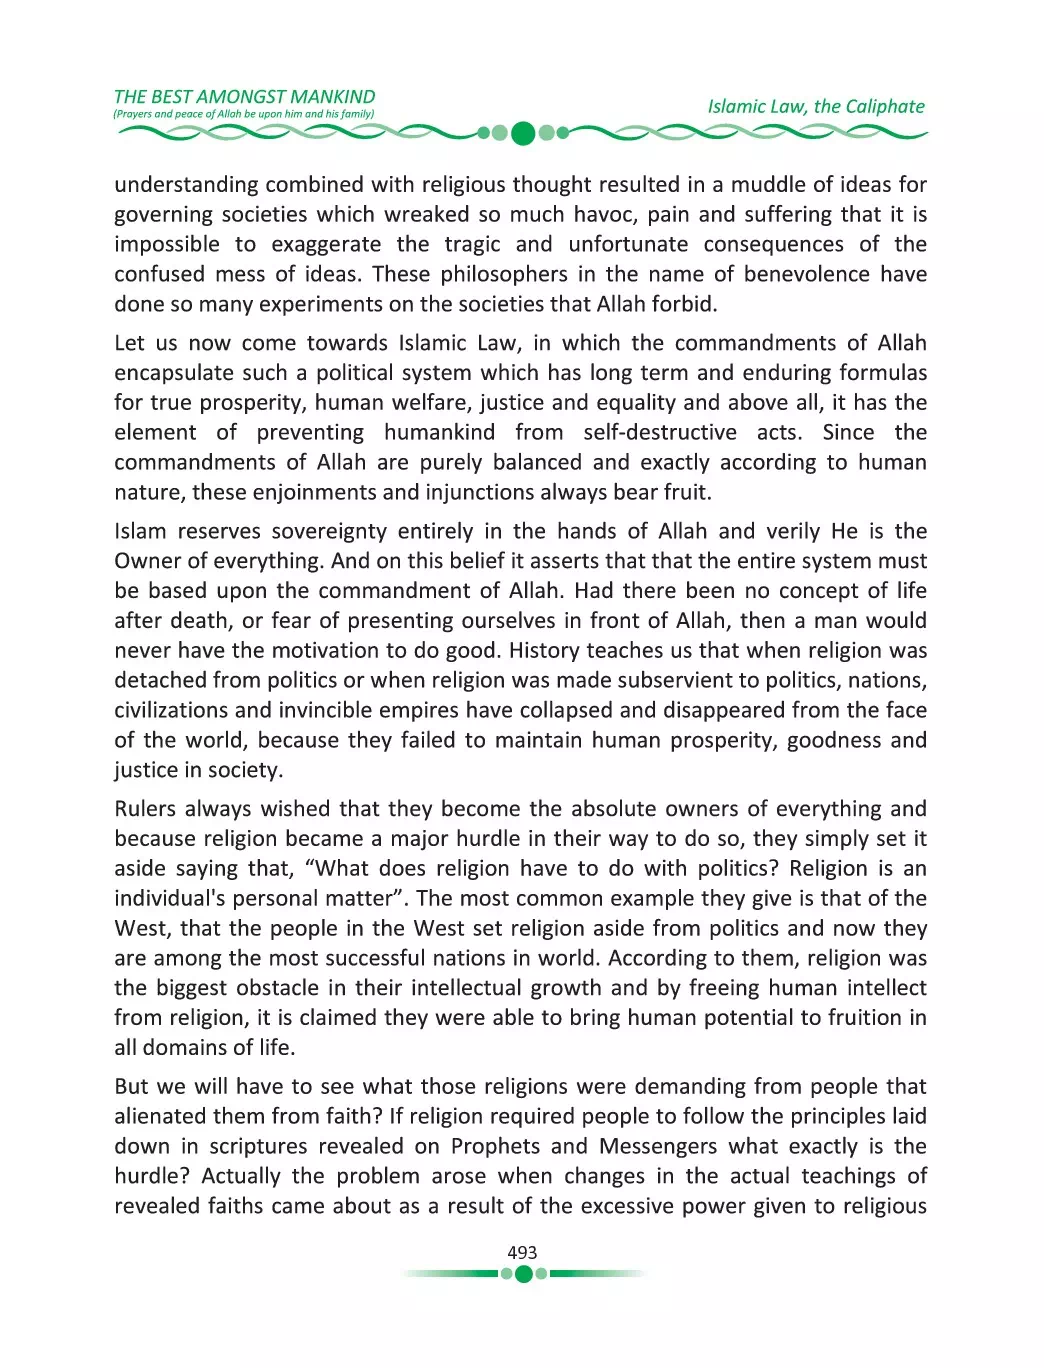 THE BEST AMONGST MANKIND
(Prayers and peace of Allah be upon him and his family)
Islamic Law, the Caliphate
understanding combined with religious thought resulted in a muddle of ideas for
governing societies which wreaked so much havoc, pain and suffering that it is
impossible to exaggerate the tragic and unfortunate consequences of the
confused mess of ideas. These philosophers in the name of benevolence have
done so many experiments on the societies that Allah forbid.
Let us now come towards Islamic Law, in which the commandments of Allah
encapsulate such a political system which has long term and enduring formulas
for true prosperity, human welfare, justice and equality and above all, it has the
element of preventing humankind from self-destructive acts. Since the
commandments of Allah are purely balanced and exactly according to human
nature, these enjoinments and injunctions always bear fruit.
Islam reserves sovereignty entirely in the hands of Allah and verily He is the
Owner of everything. And on this belief it asserts that that the entire system must
be based upon the commandment of Allah. Had there been no concept of life
after death, or fear of presenting ourselves in front of Allah, then a man would
never have the motivation to do good. History teaches us that when religion was
detached from politics or when religion was made subservient to politics, nations,
civilizations and invincible empires have collapsed and disappeared from the face
of the world, because they failed to maintain human prosperity, goodness and
justice in society.
Rulers always wished that they become the absolute owners of everything and
because religion became a major hurdle in their way to do so, they simply set it
aside saying that, “What does religion have to do with politics? Religion is an
individual's personal matter”. The most common example they give is that of the
West, that the people in the West set religion aside from politics and now they
are among the most successful nations in world. According to them, religion was
the biggest obstacle in their intellectual growth and by freeing human intellect
from religion, it is claimed they were able to bring human potential to fruition in
all domains of life.
But we will have to see what those religions were demanding from people that
alienated them from faith? If religion required people to follow the principles laid
down in scriptures revealed on Prophets and Messengers what exactly is the
hurdle? Actually the problem arose when changes in the actual teachings of
revealed faiths came about as a result of the excessive power given to religious
493